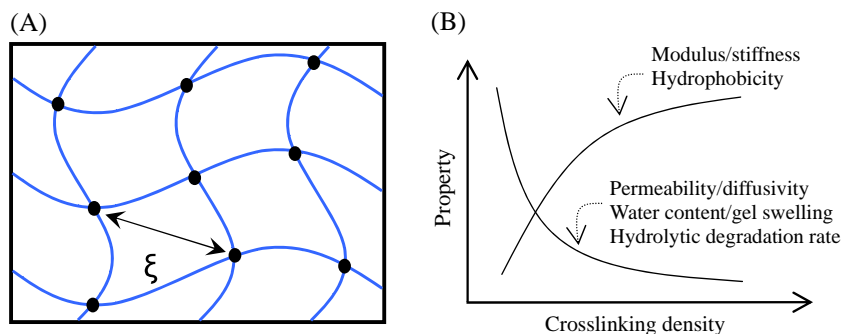 (A)
ξ
(B)
Modulus/stiffness
Hydrophobicity
Property
Permeability/diffusivity
Water content/gel swelling
Hydrolytic degradation rate
Crosslinking density